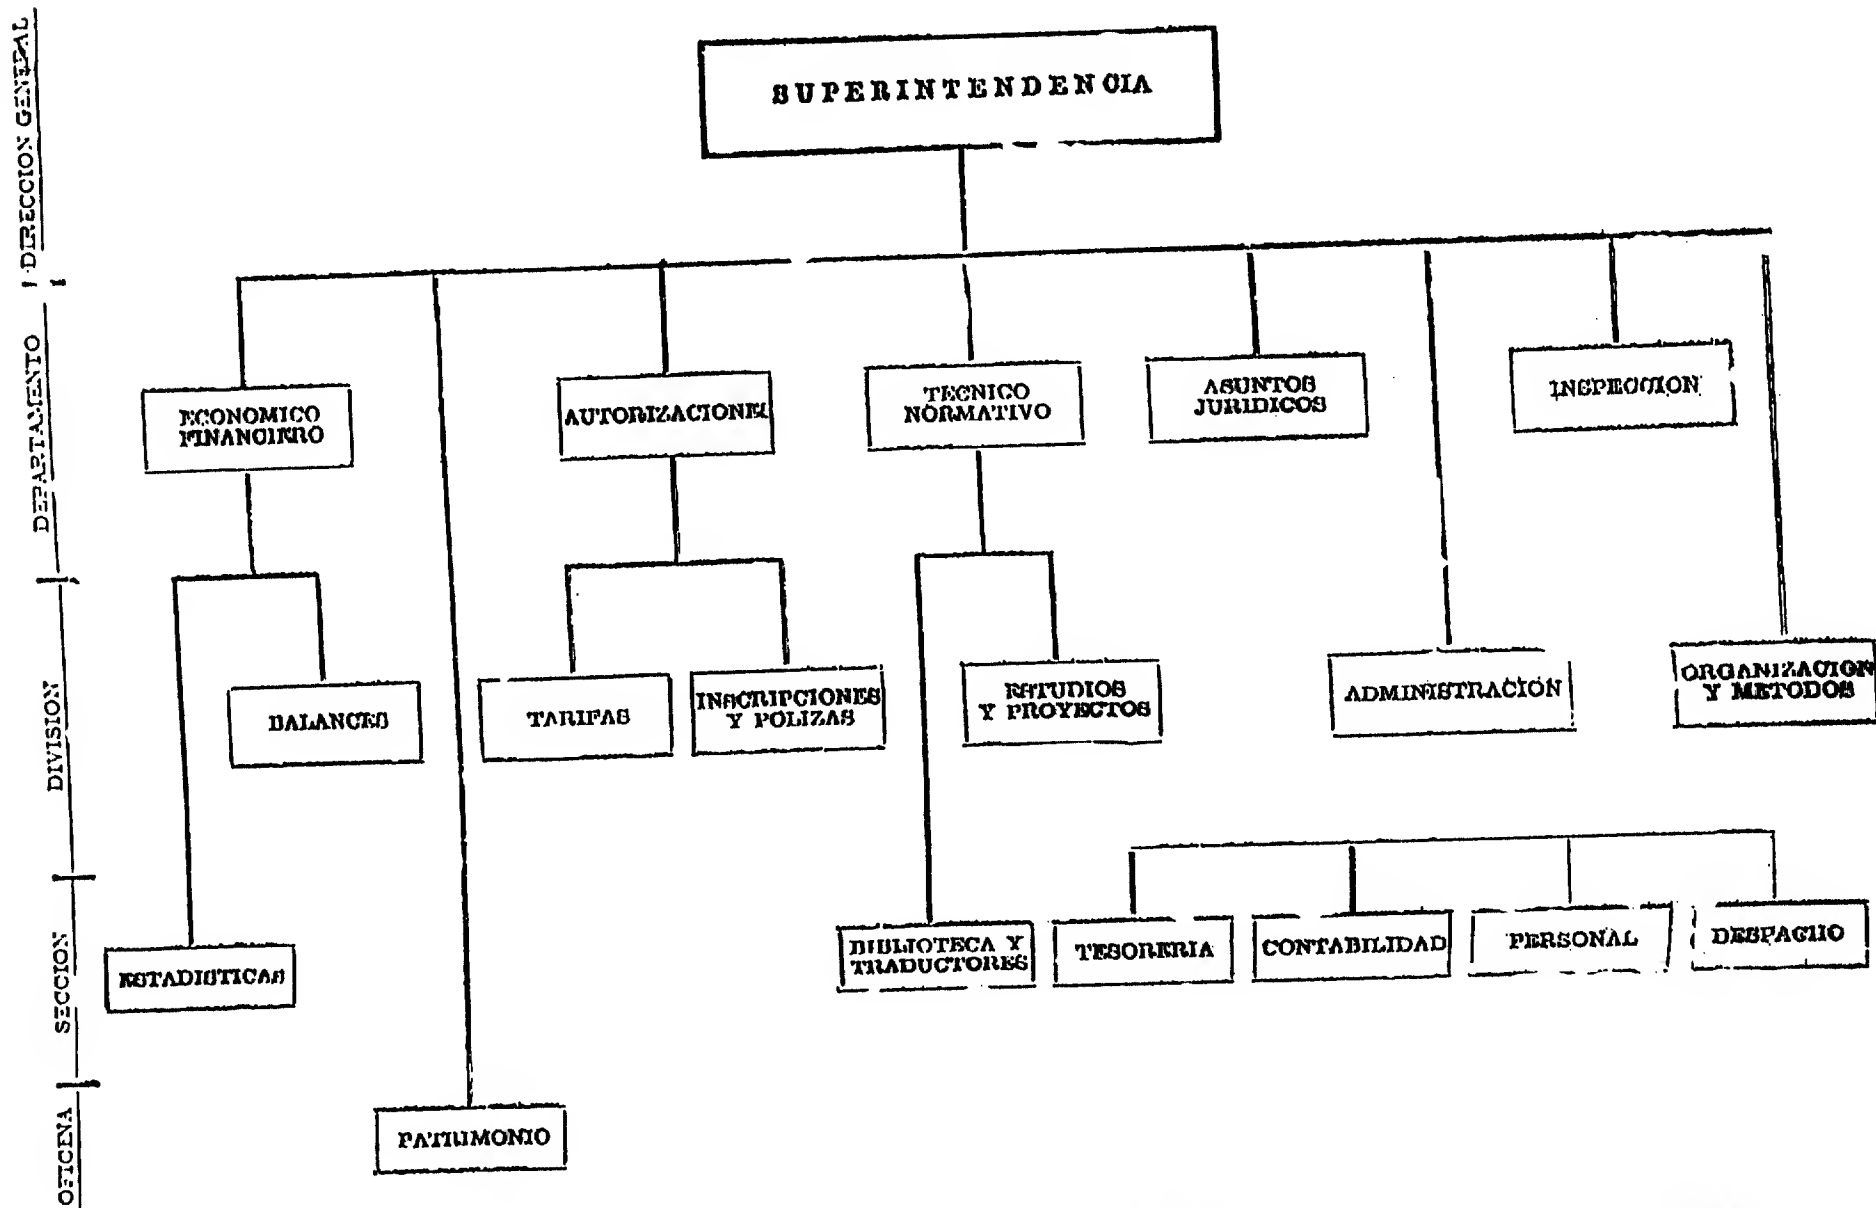 DIRECCION GENERAL
SUPERINTENDENCIA
DEPARTAMENTO
ECONOMICO
FINANCIERO
AUTORIZACIONES
TECNICO
NORMATIVO
ASUNTOS
JURIDICOS
INSPECCION
DIVISION
BALANCES
TARIFAS
INSCRIPCIONES
Y POLIZAS
ESTUDIOS
Y PROYECTOS
ADMINISTRACION
ORGANIZACION
Y METODOS
SECCION
ESTADISTICAS
BIBLIOTECA Y
TRADUCTORES
TESORERIA
CONTABILIDAD
PERSONAL
DESPACHO
OFICINA
PATRIMONIO